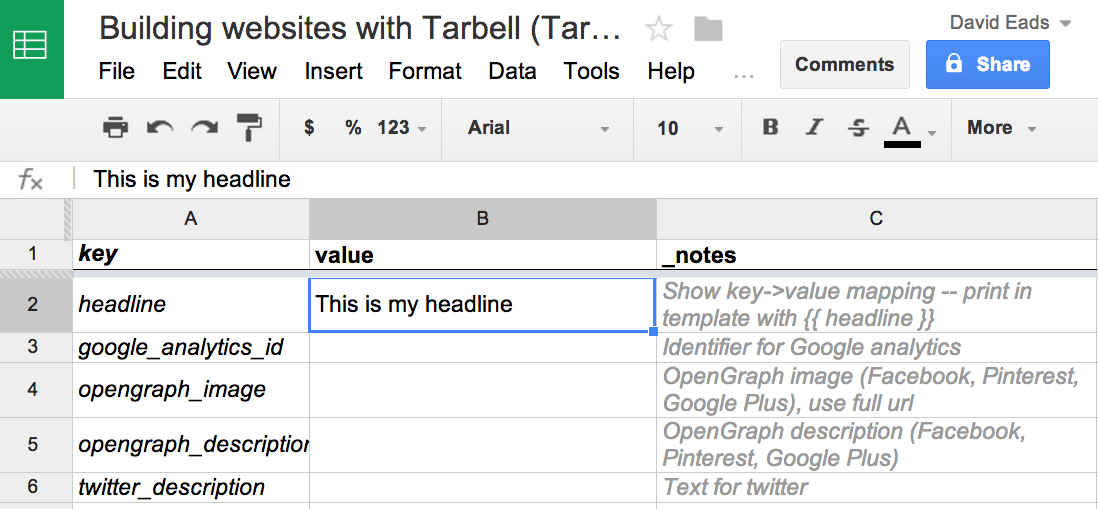 Building websites with Tarbell (Tar...
David Eads
File Edit View Insert Format Data Tools Help ...
Comments
Share
$ % 123 Arial 10 B I S A More
fx This is my headline
A B C
1 key value _notes
2 headline This is my headline Show key->value mapping -- print in
template with {{ headline }}
3 google_analytics_id Identifier for Google analytics
4 opengraph_image OpenGraph image (Facebook, Pinterest,
Google Plus), use full url
5 opengraph_description OpenGraph description (Facebook,
Pinterest, Google Plus)
6 twitter_description Text for twitter